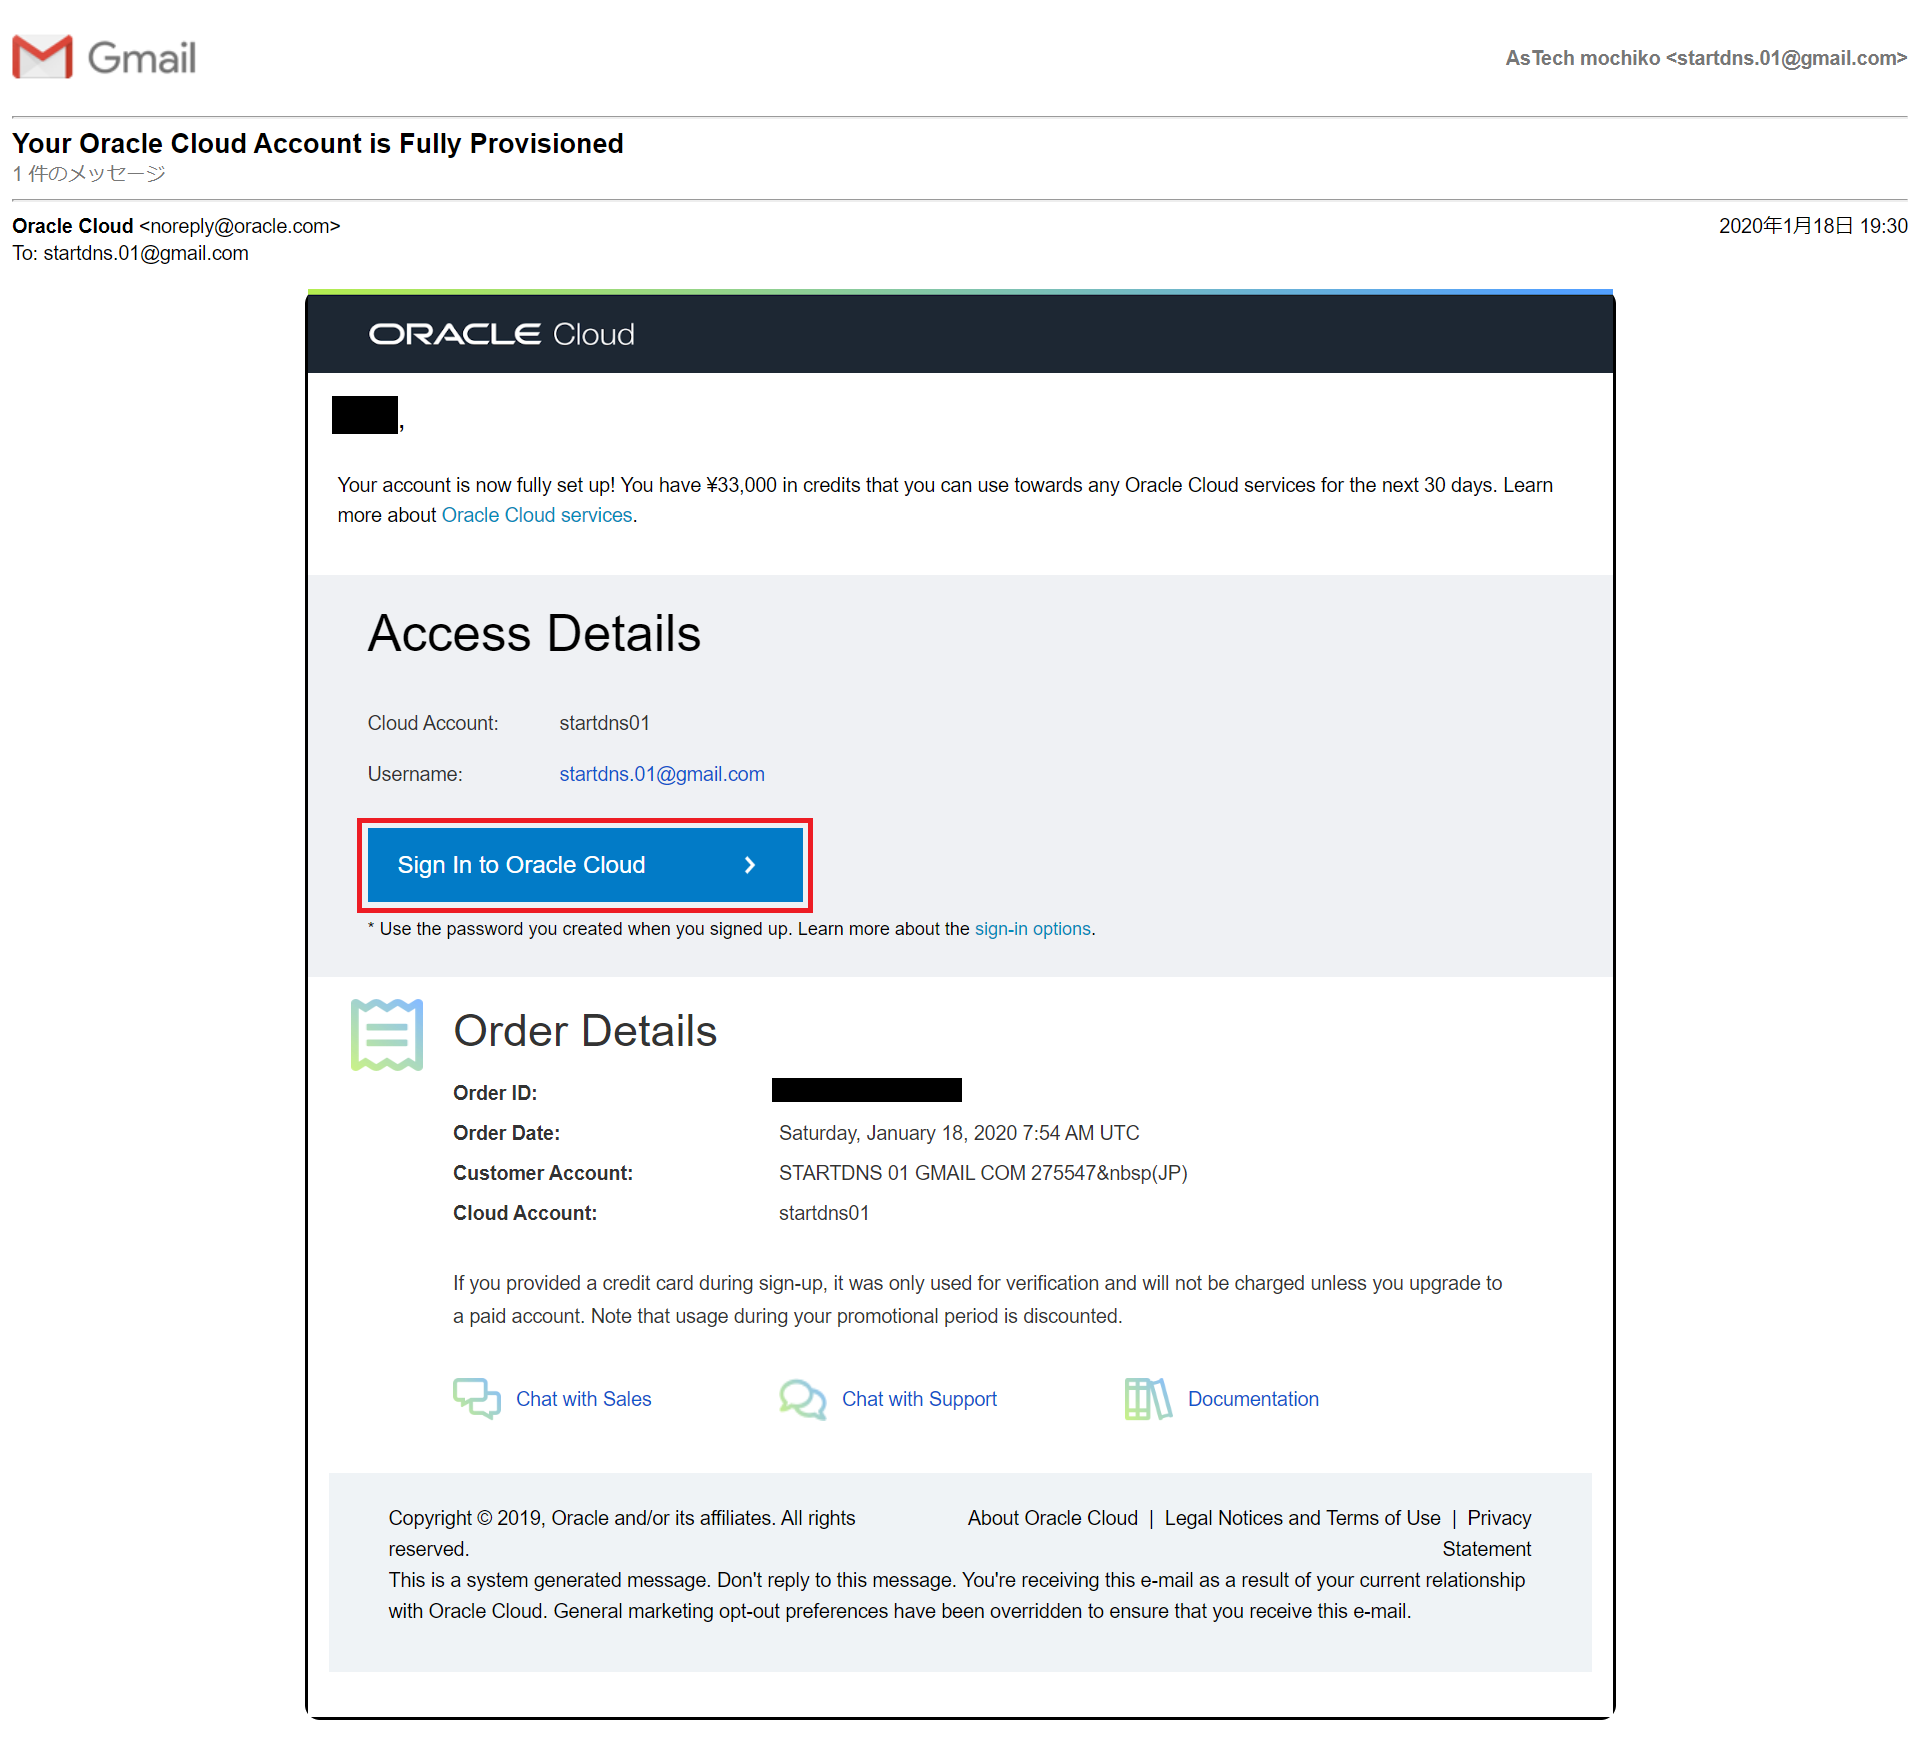 Gmail
AsTech mochiko <startdns.01@gmail.com>
Your Oracle Cloud Account is Fully Provisioned
1 件のメッセージ
Oracle Cloud <noreply@oracle.com>
2020年1月18日 19:30
To: startdns.01@gmail.com
ORACLE Cloud
,
Your account is now fully set up! You have ¥33,000 in credits that you can use towards any Oracle Cloud services for the next 30 days. Learn
more about Oracle Cloud services.
Access Details
Cloud Account: startdns01
Username: startdns.01@gmail.com
Sign In to Oracle Cloud
* Use the password you created when you signed up. Learn more about the sign-in options.
Order Details
Order ID:
Order Date: Saturday, January 18, 2020 7:54 AM UTC
Customer Account: STARTDNS 01 GMAIL COM 275547&nbsp(JP)
Cloud Account: startdns01
If you provided a credit card during sign-up, it was only used for verification and will not be charged unless you upgrade to
a paid account. Note that usage during your promotional period is discounted.
Chat with Sales Chat with Support Documentation
Copyright © 2019, Oracle and/or its affiliates. All rights
reserved.
About Oracle Cloud | Legal Notices and Terms of Use | Privacy
Statement
This is a system generated message. Don't reply to this message. You're receiving this e-mail as a result of your current relationship
with Oracle Cloud. General marketing opt-out preferences have been overridden to ensure that you receive this e-mail.